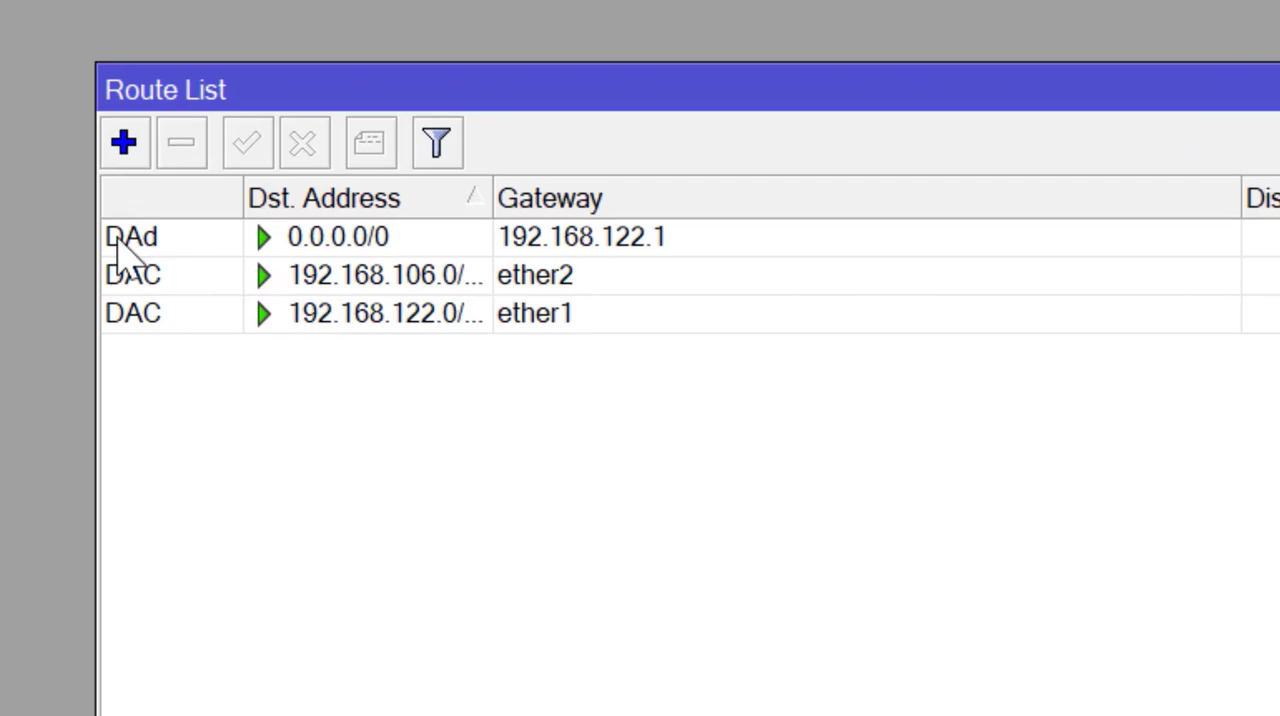 Route List
Dst. Address Gateway Dis
DAd 0.0.0.0/0 192.168.122.1
DAC 192.168.106.0/... ether2
DAC 192.168.122.0/... ether1